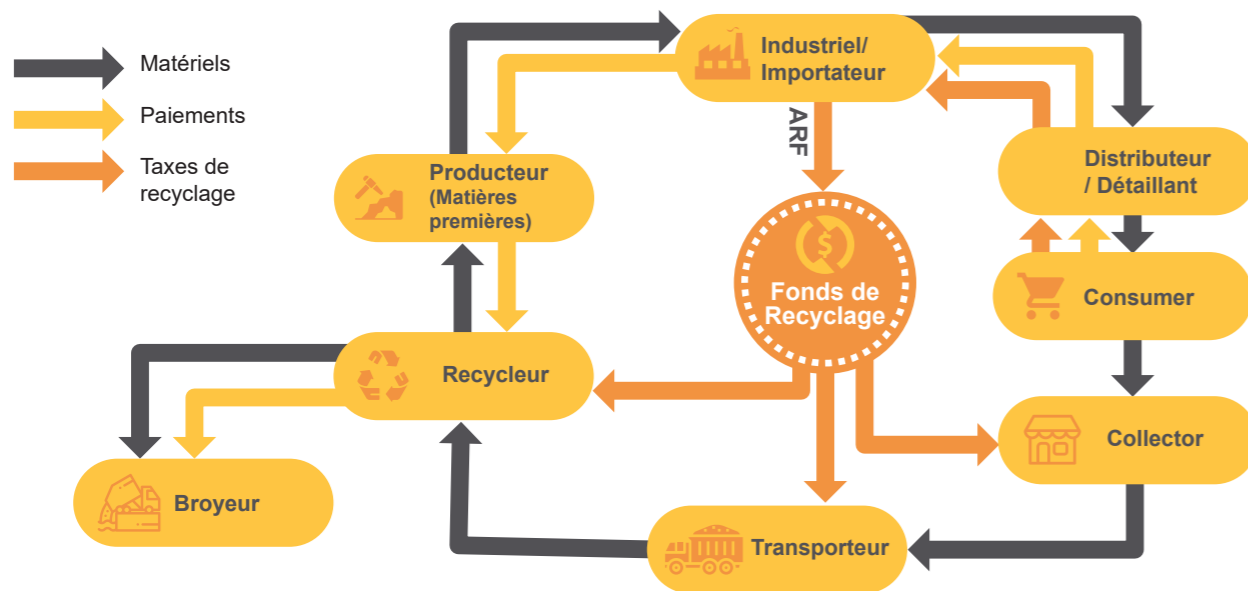 Matériels
Paiements
Taxes de
recyclage
Industriel/
Importateur
ARF
Producteur
(Matières
premières)
Distributeur
/ Détaillant
$
Fonds de
Recyclage
Consumer
Recycleur
Collector
Broyeur
Transporteur